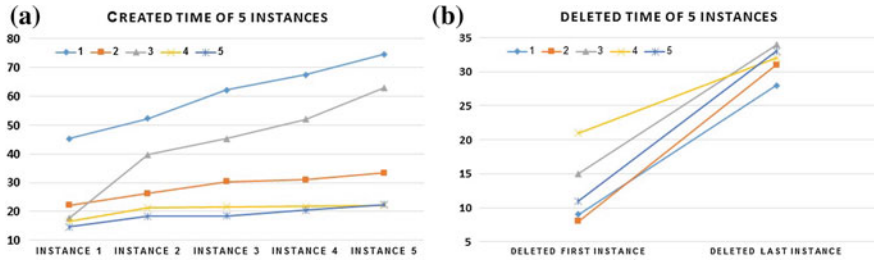 (a)
CREATED TIME OF 5 INSTANCES
1 2 3 4 5
80
70
60
50
40
30
20
10
INSTANCE 1 INSTANCE 2 INSTANCE 3 INSTANCE 4 INSTANCE 5
(b)
DELETED TIME OF 5 INSTANCES
1 2 3 4 5
35
30
25
20
15
10
5
DELETED FIRST INSTANCE DELETED LAST INSTANCE